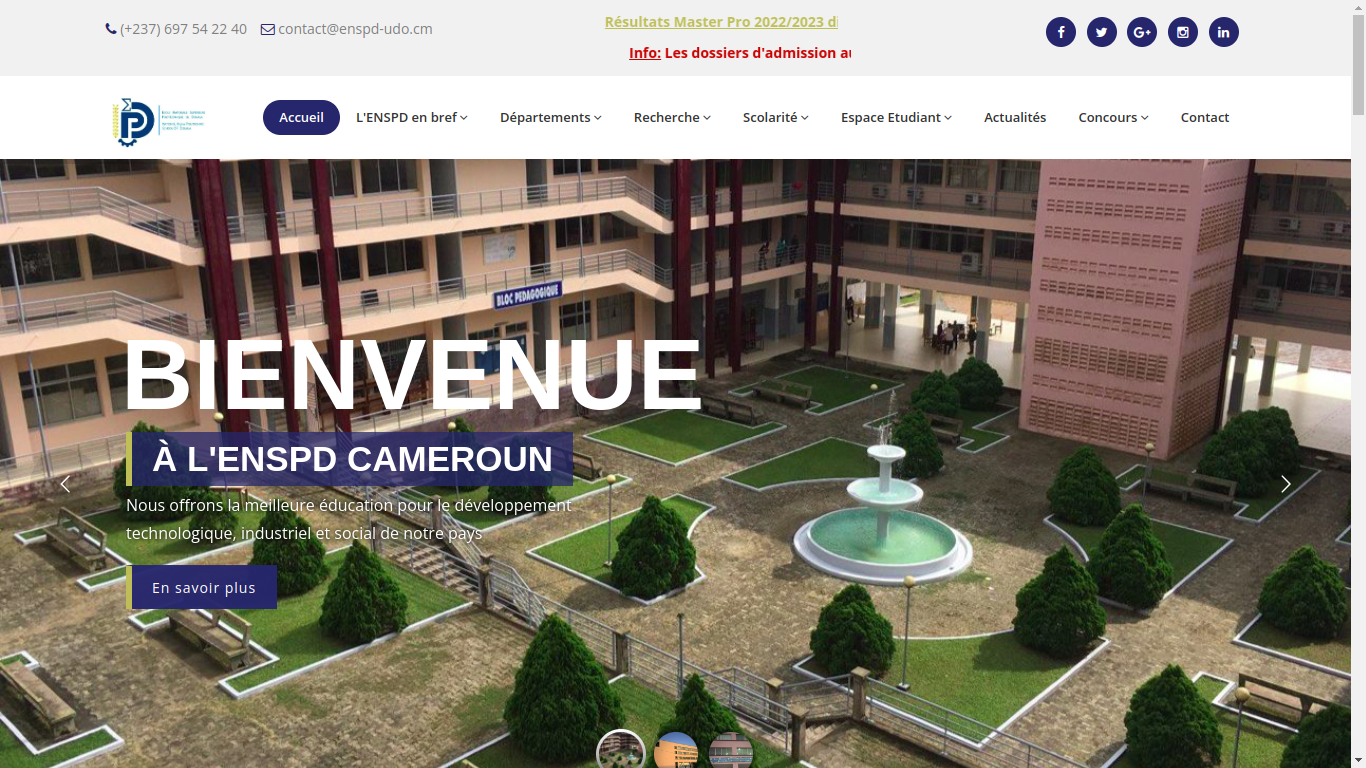 (+237) 697 54 22 40 contact@enspd-udo.cm
Résultats Master Pro 2022/2023 di
Info: Les dossiers d'admission au
Accueil L'ENSPD en bref Départements Recherche Scolarité Espace Etudiant Actualités Concours Contact
BLOC PEDAGOGIQUE
BIENVENUE
À L'ENSPD CAMEROUN
Nous offrons la meilleure éducation pour le développement
technologique, industriel et social de notre pays
En savoir plus